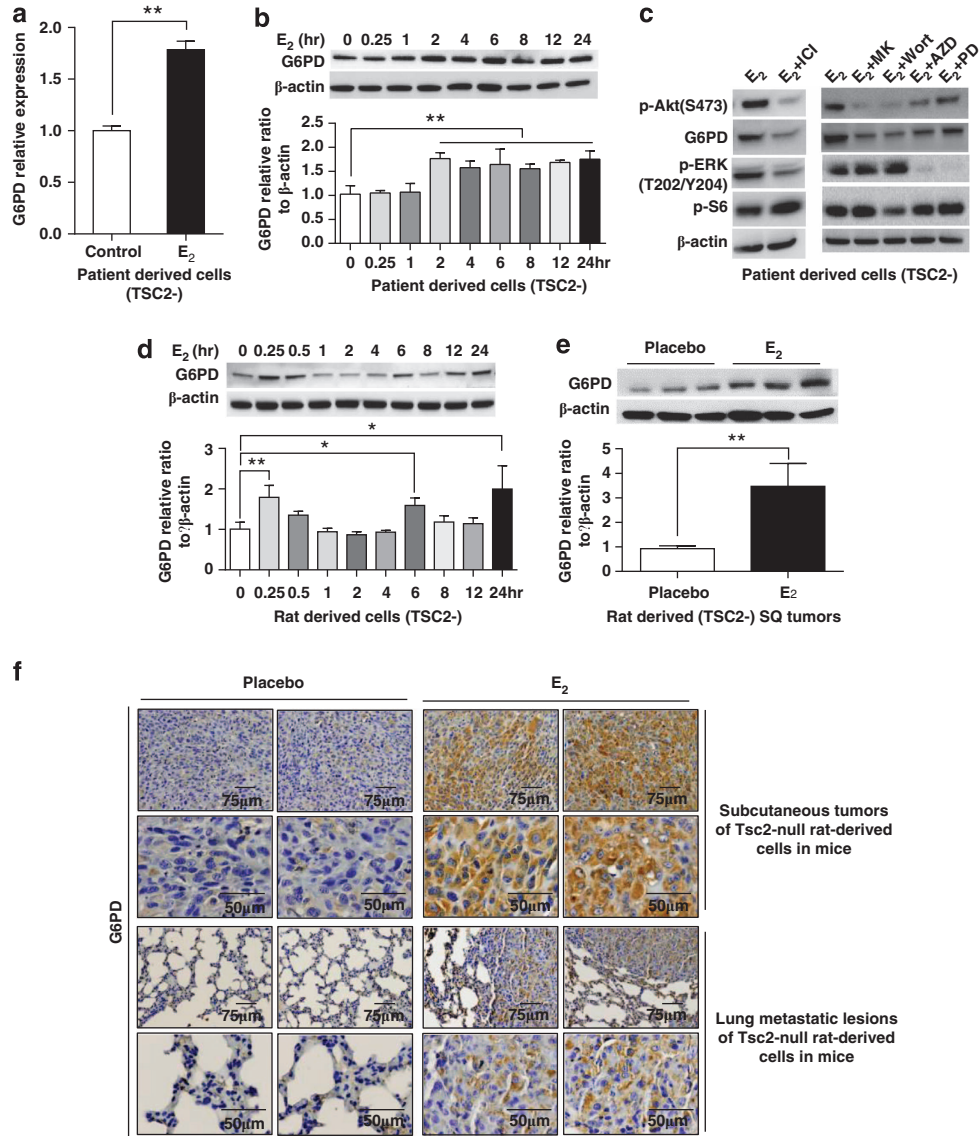 a
**
2.0
1.5
1.0
0.5
0.0
G6PD relative expression
Control E₂
Patient derived cells
(TSC2-)
b
E₂ (hr) 0 0.25 1 2 4 6 8 12 24
G6PD
β-actin
**
2.5
2.0
1.5
1.0
0.5
0.0
G6PD relative ratio
to β-actin
0 0.25 1 2 4 6 8 12 24hr
Patient derived cells (TSC2-)
c
E₂ E₂+ICI E₂ E₂+MK E₂+Wort E₂+AZD E₂+PD
p-Akt(S473)
G6PD
p-ERK
(T202/Y204)
p-S6
β-actin
Patient derived cells (TSC2-)
d
E₂ (hr) 0 0.25 0.5 1 2 4 6 8 12 24
G6PD
β-actin
*
*
**
3
2
1
0
G6PD relative ratio
to?β-actin
0 0.25 0.5 1 2 4 6 8 12 24hr
Rat derived cells (TSC2-)
e
Placebo E₂
G6PD
β-actin
**
5
4
3
2
1
0
G6PD relative ratio
to?β-actin
Placebo E2
Rat derived (TSC2-) SQ tumors
f
Placebo E₂
G6PD
75μm 75μm 75μm 75μm
50μm 50μm 50μm 50μm
Subcutaneous tumors
of Tsc2-null rat-derived
cells in mice
75μm 75μm 75μm 75μm
50μm 50μm 50μm 50μm
Lung metastatic lesions
of Tsc2-null rat-derived
cells in mice